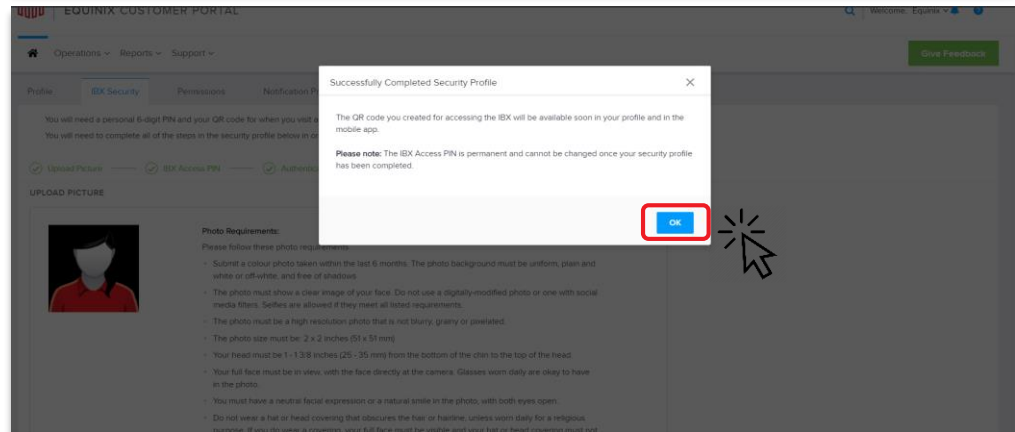 EQUINIX CUSTOMER PORTAL
Welcome, Equinix
Operations Reports Support
Give Feedback
Profile IBX Security Permissions Notification
You will need a personal 6-digit PIN and your QR code for when you visit
You will need to complete all of the steps in the security profile below in
Upload Picture IBX Access PIN
UPLOAD PICTURE
Successfully Completed Security Profile
The QR code you created for accessing the IBX will be available soon in your profile and in the
mobile app.
Please note: The IBX Access PIN is permanent and cannot be changed once your security profile
has been completed.
OK
Photo Requirements:
Please follow these photo requirements
Submit a colour photo taken within the last 6 months. The photo background must be uniform, plain and
white or off-white, and free of shadows.
The photo must show a clear image of your face. Do not use a digitally-modified photo or one with social
media filters. Selfies are allowed if they meet all listed requirements.
The photo must be a high resolution photo that is not blurry, grainy or pixelated.
The photo size must be: 2 x 2 inches (51 x 51 mm)
Your head must be 1 - 1 3/8 inches (25 - 35 mm) from the bottom of the chin to the top of the head.
Your full face must be in view, with the face directly at the camera. Glasses worn daily are okay to have
in the photo.
You must have a neutral facial expression or a natural smile in the photo, with both eyes open.
Do not wear a hat or head covering that obscures the hair or hairline, unless worn daily for a religious
purpose. If you do wear a covering, your full face must be visible and your hat or head covering must not